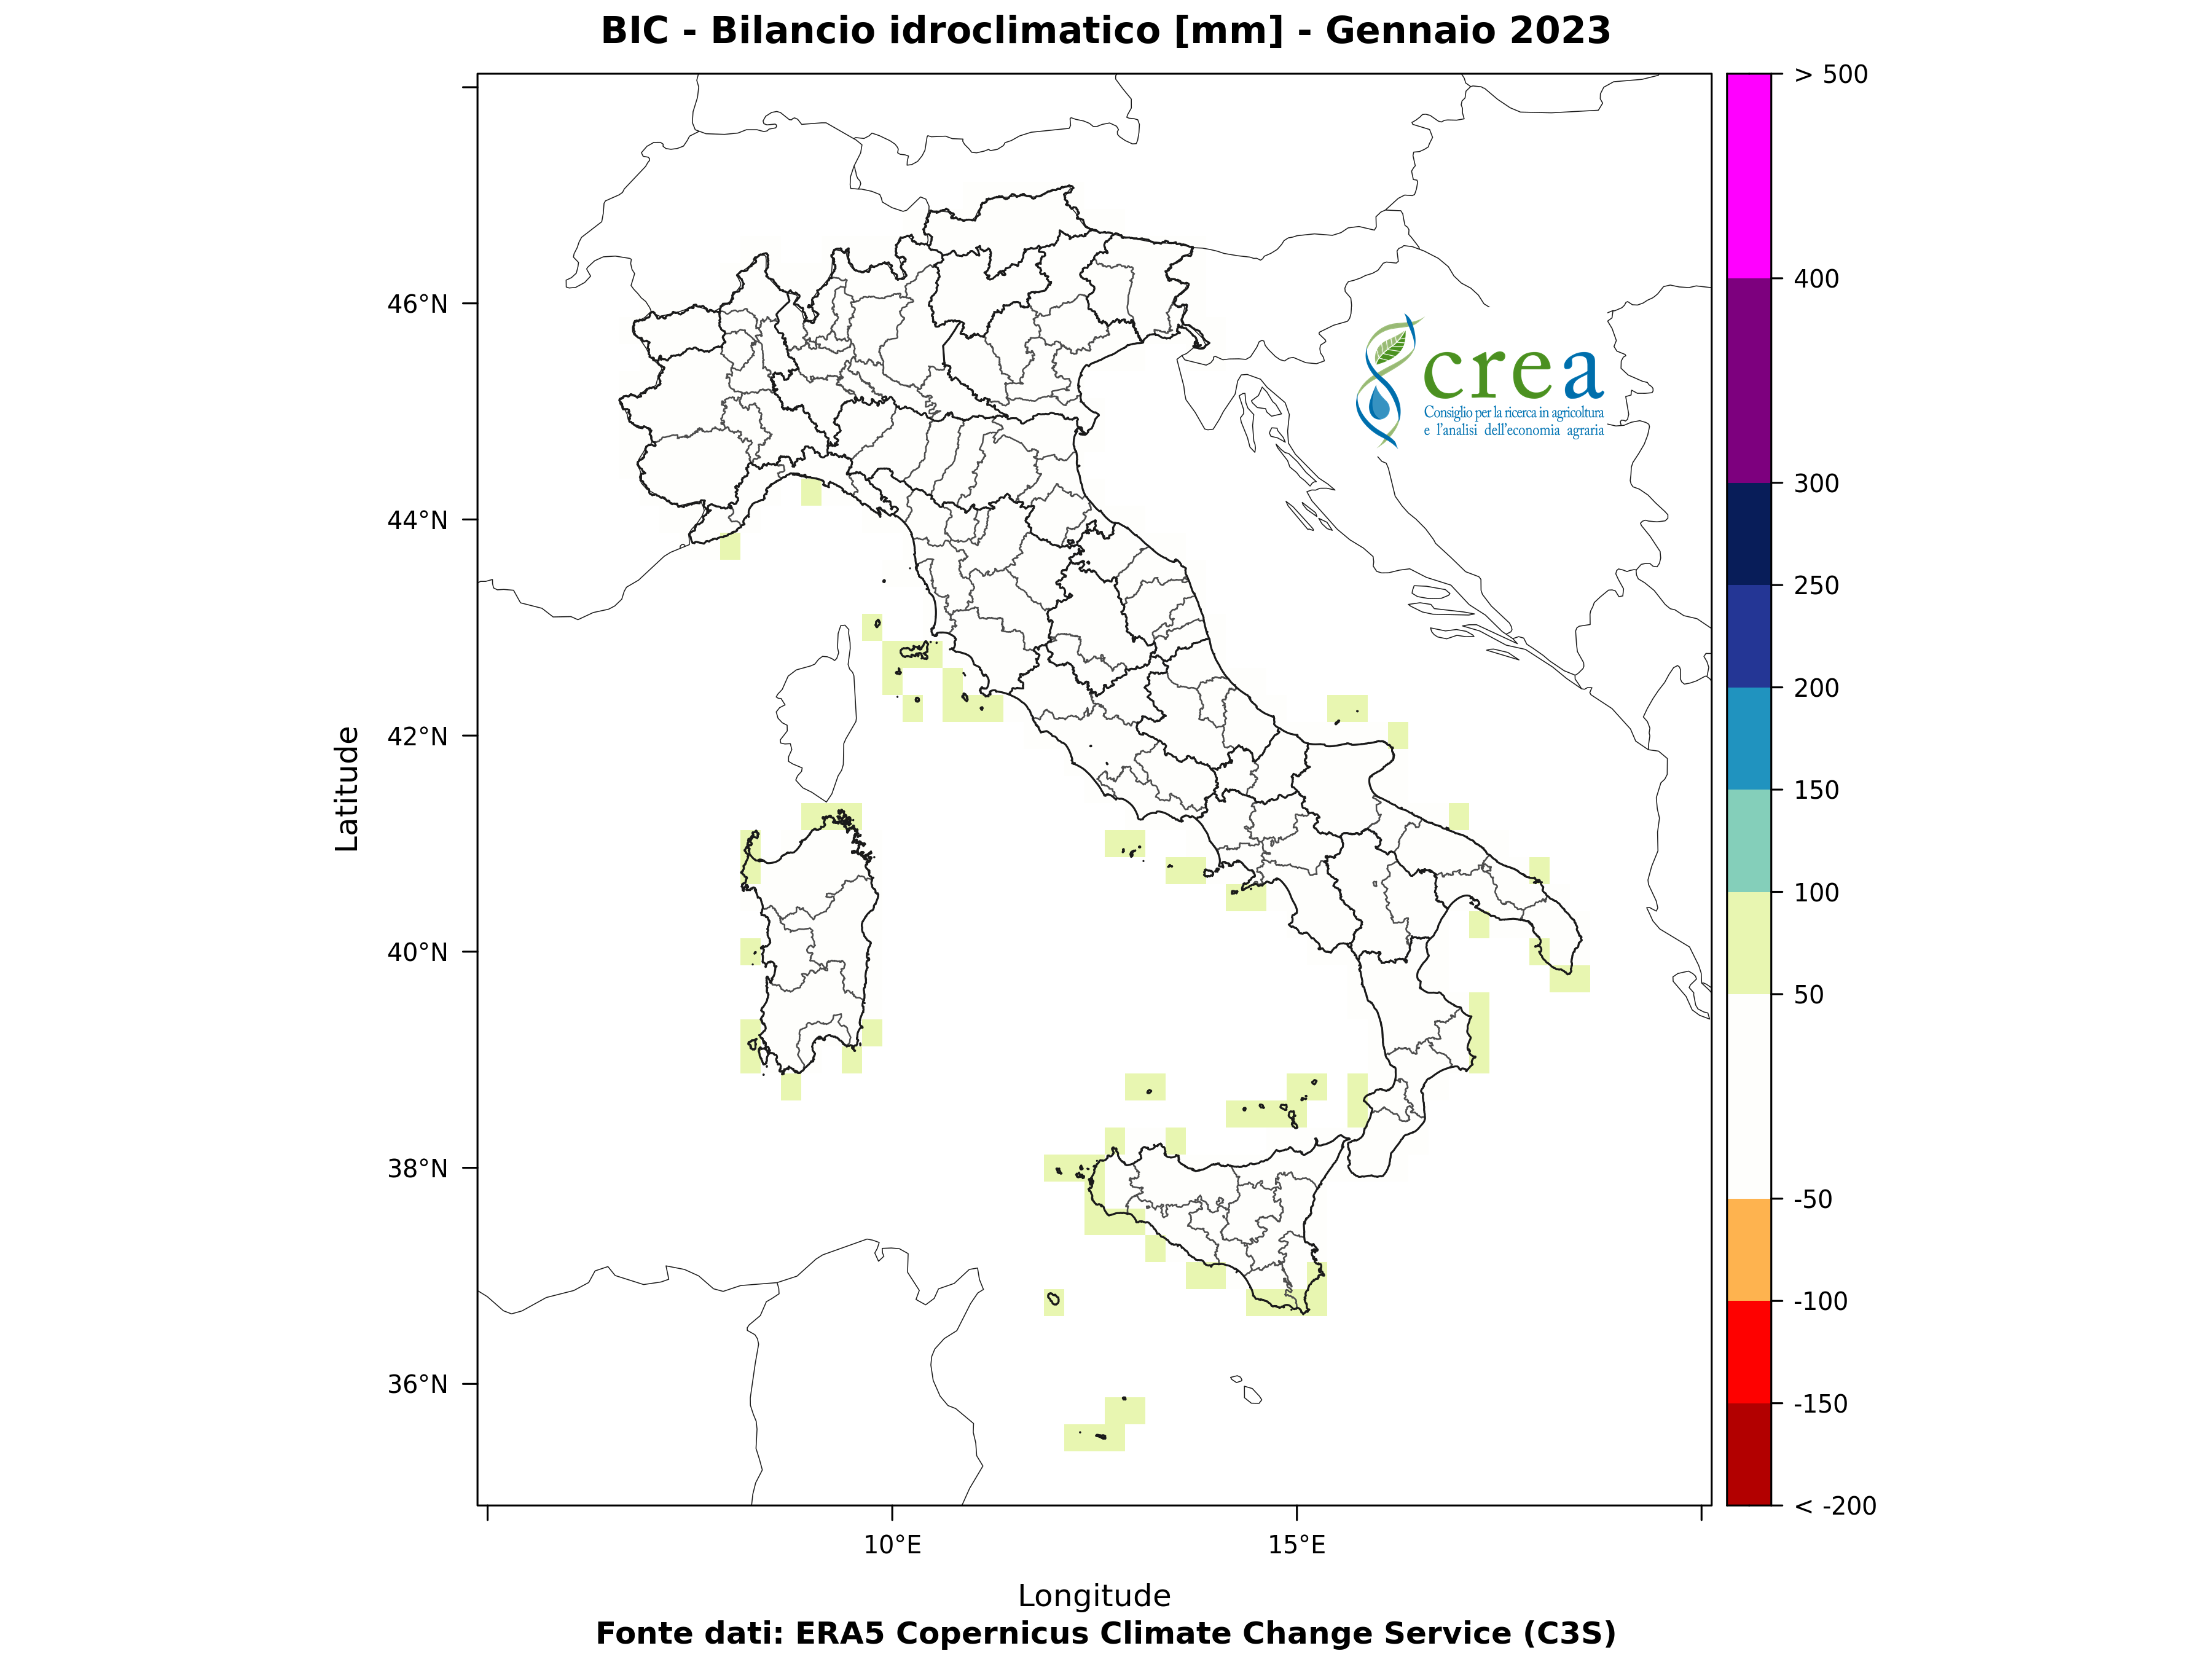 BIC - Bilancio idroclimatico [mm] - Gennaio 2023
> 500
400
300
250
200
150
100
50
-50
-100
-150
< -200
46°N
44°N
42°N
40°N
38°N
36°N
Latitude
crea
Consiglio per la ricerca in agricoltura
e l'analisi dell'economia agraria
10°E 15°E
Longitude
Fonte dati: ERA5 Copernicus Climate Change Service (C3S)